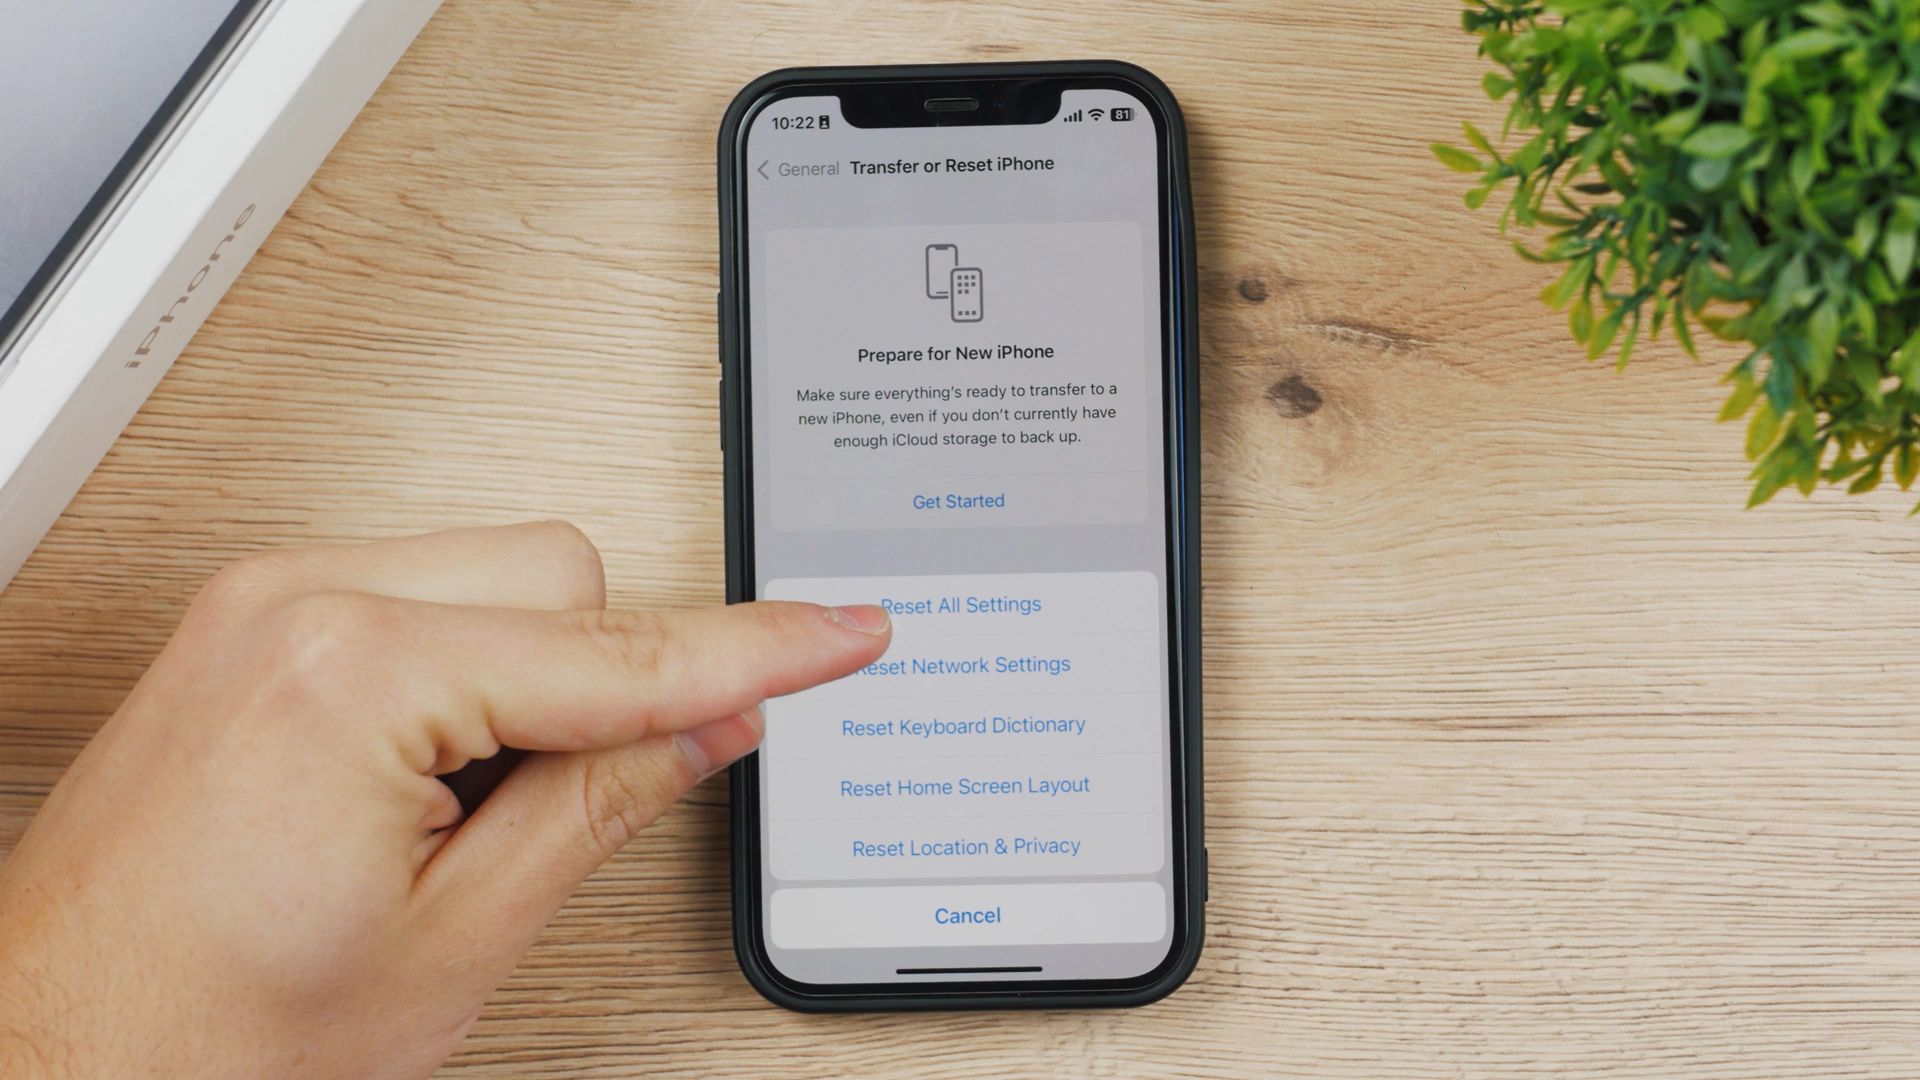 iPhone
10:22
81
General Transfer or Reset iPhone
Prepare for New iPhone
Make sure everything's ready to transfer to a
new iPhone, even if you don't currently have
enough iCloud storage to back up.
Get Started
Reset All Settings
Reset Network Settings
Reset Keyboard Dictionary
Reset Home Screen Layout
Reset Location & Privacy
Cancel